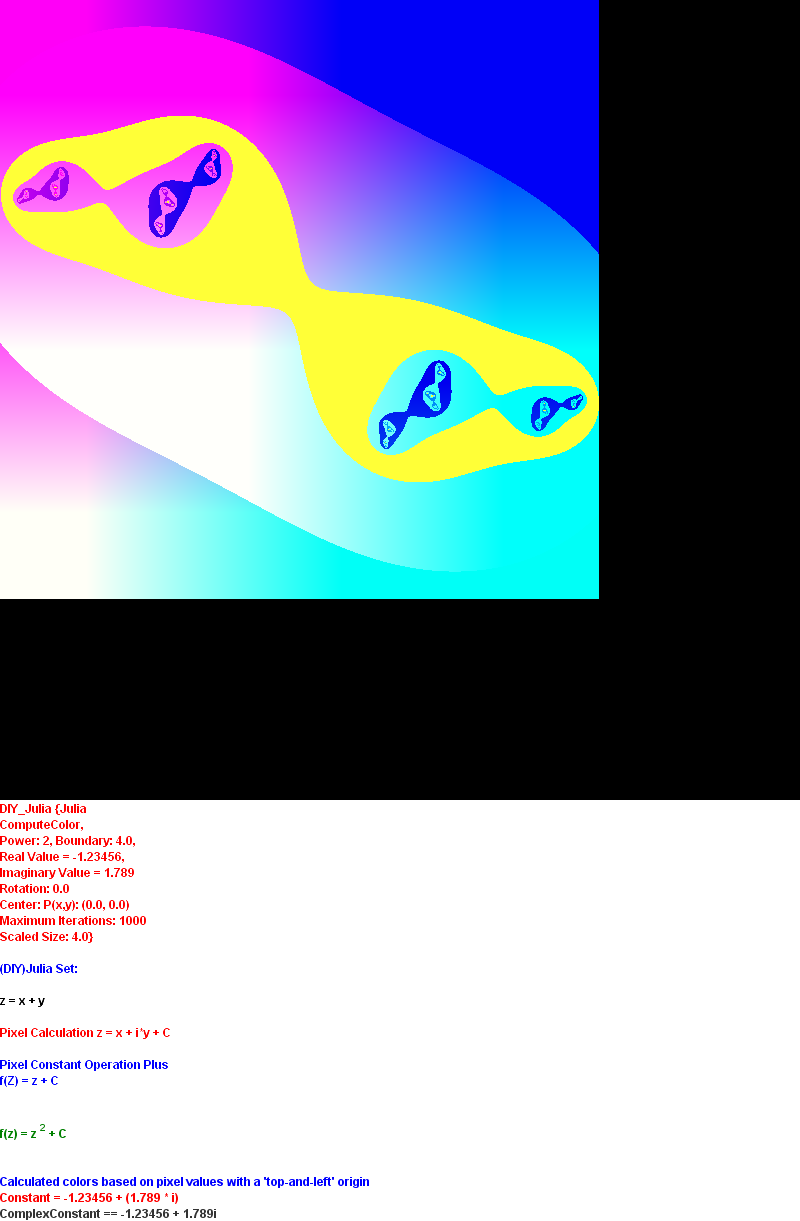 DIY_Julia {Julia
ComputeColor,
Power: 2, Boundary: 4.0,
Real Value = -1.23456,
Imaginary Value = 1.789
Rotation: 0.0
Center: P(x,y): (0.0, 0.0)
Maximum Iterations: 1000
Scaled Size: 4.0}
(DIY)Julia Set:
z = x + y
Pixel Calculation z = x + i*y + C
Pixel Constant Operation Plus
f(Z) = z + C
f(z) = z 2 + C
Calculated colors based on pixel values with a 'top-and-left' origin
Constant = -1.23456 + (1.789 * i)
ComplexConstant == -1.23456 + 1.789i